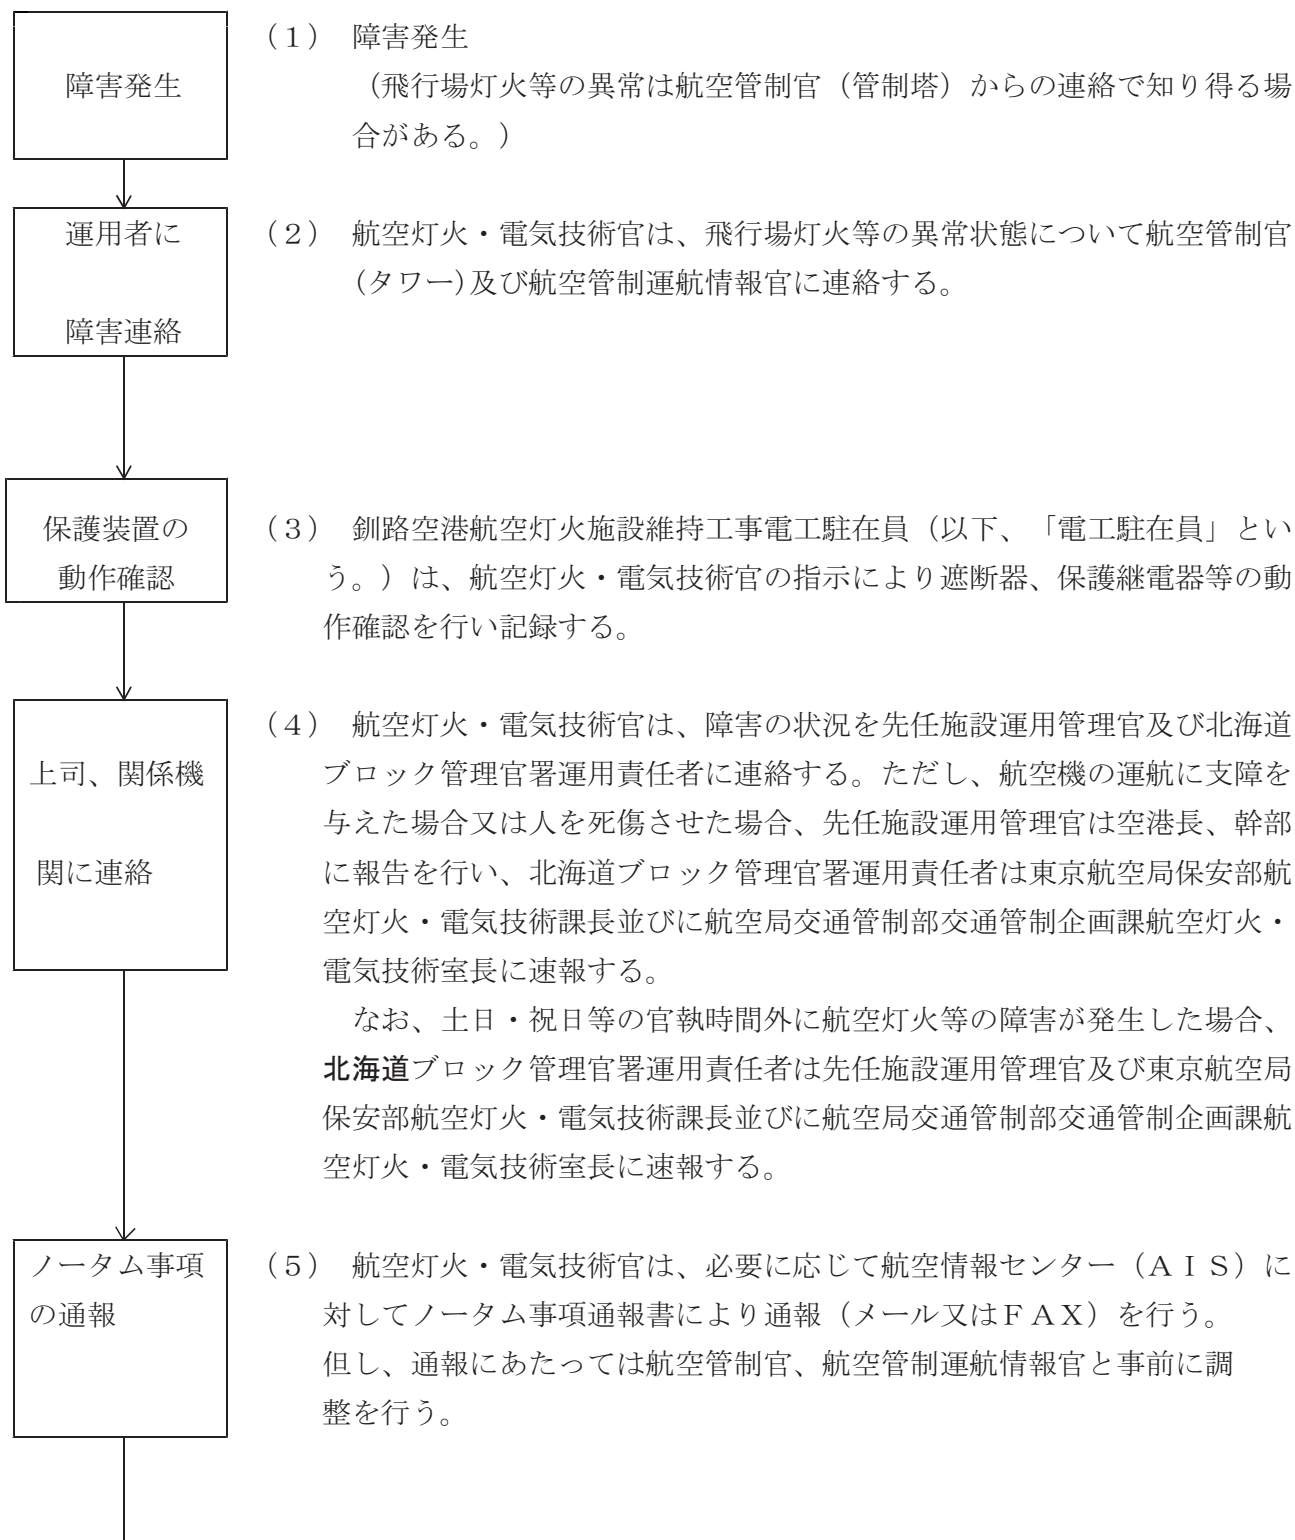 障害発生
(1) 障害発生
(飛行場灯火等の異常は航空管制官(管制塔)からの連絡で知り得る場
合がある。)
運用者に
障害連絡
(2) 航空灯火・電気技術官は、飛行場灯火等の異常状態について航空管制官
(タワー)及び航空管制運航情報官に連絡する。
保護装置の
動作確認
(3) 釧路空港航空灯火施設維持工事電工駐在員(以下、「電工駐在員」とい
う。)は、航空灯火・電気技術官の指示により遮断器、保護継電器等の動
作確認を行い記録する。
上司、関係機
関に連絡
(4) 航空灯火・電気技術官は、障害の状況を先任施設運用管理官及び北海道
ブロック管理官署運用責任者に連絡する。ただし、航空機の運航に支障を
与えた場合又は人を死傷させた場合、先任施設運用管理官は空港長、幹部
に報告を行い、北海道ブロック管理官署運用責任者は東京航空局保安部航
空灯火・電気技術課長並びに航空局交通管制部交通管制企画課航空灯火・
電気技術室長に速報する。
なお、土日・祝日等の官執時間外に航空灯火等の障害が発生した場合、
北海道ブロック管理官署運用責任者は先任施設運用管理官及び東京航空局
保安部航空灯火・電気技術課長並びに航空局交通管制部交通管制企画課航
空灯火・電気技術室長に速報する。
ノータム事項
の通報
(5) 航空灯火・電気技術官は、必要に応じて航空情報センター(AIS)に
対してノータム事項通報書により通報(メール又はFAX)を行う。
但し、通報にあたっては航空管制官、航空管制運航情報官と事前に調
整を行う。